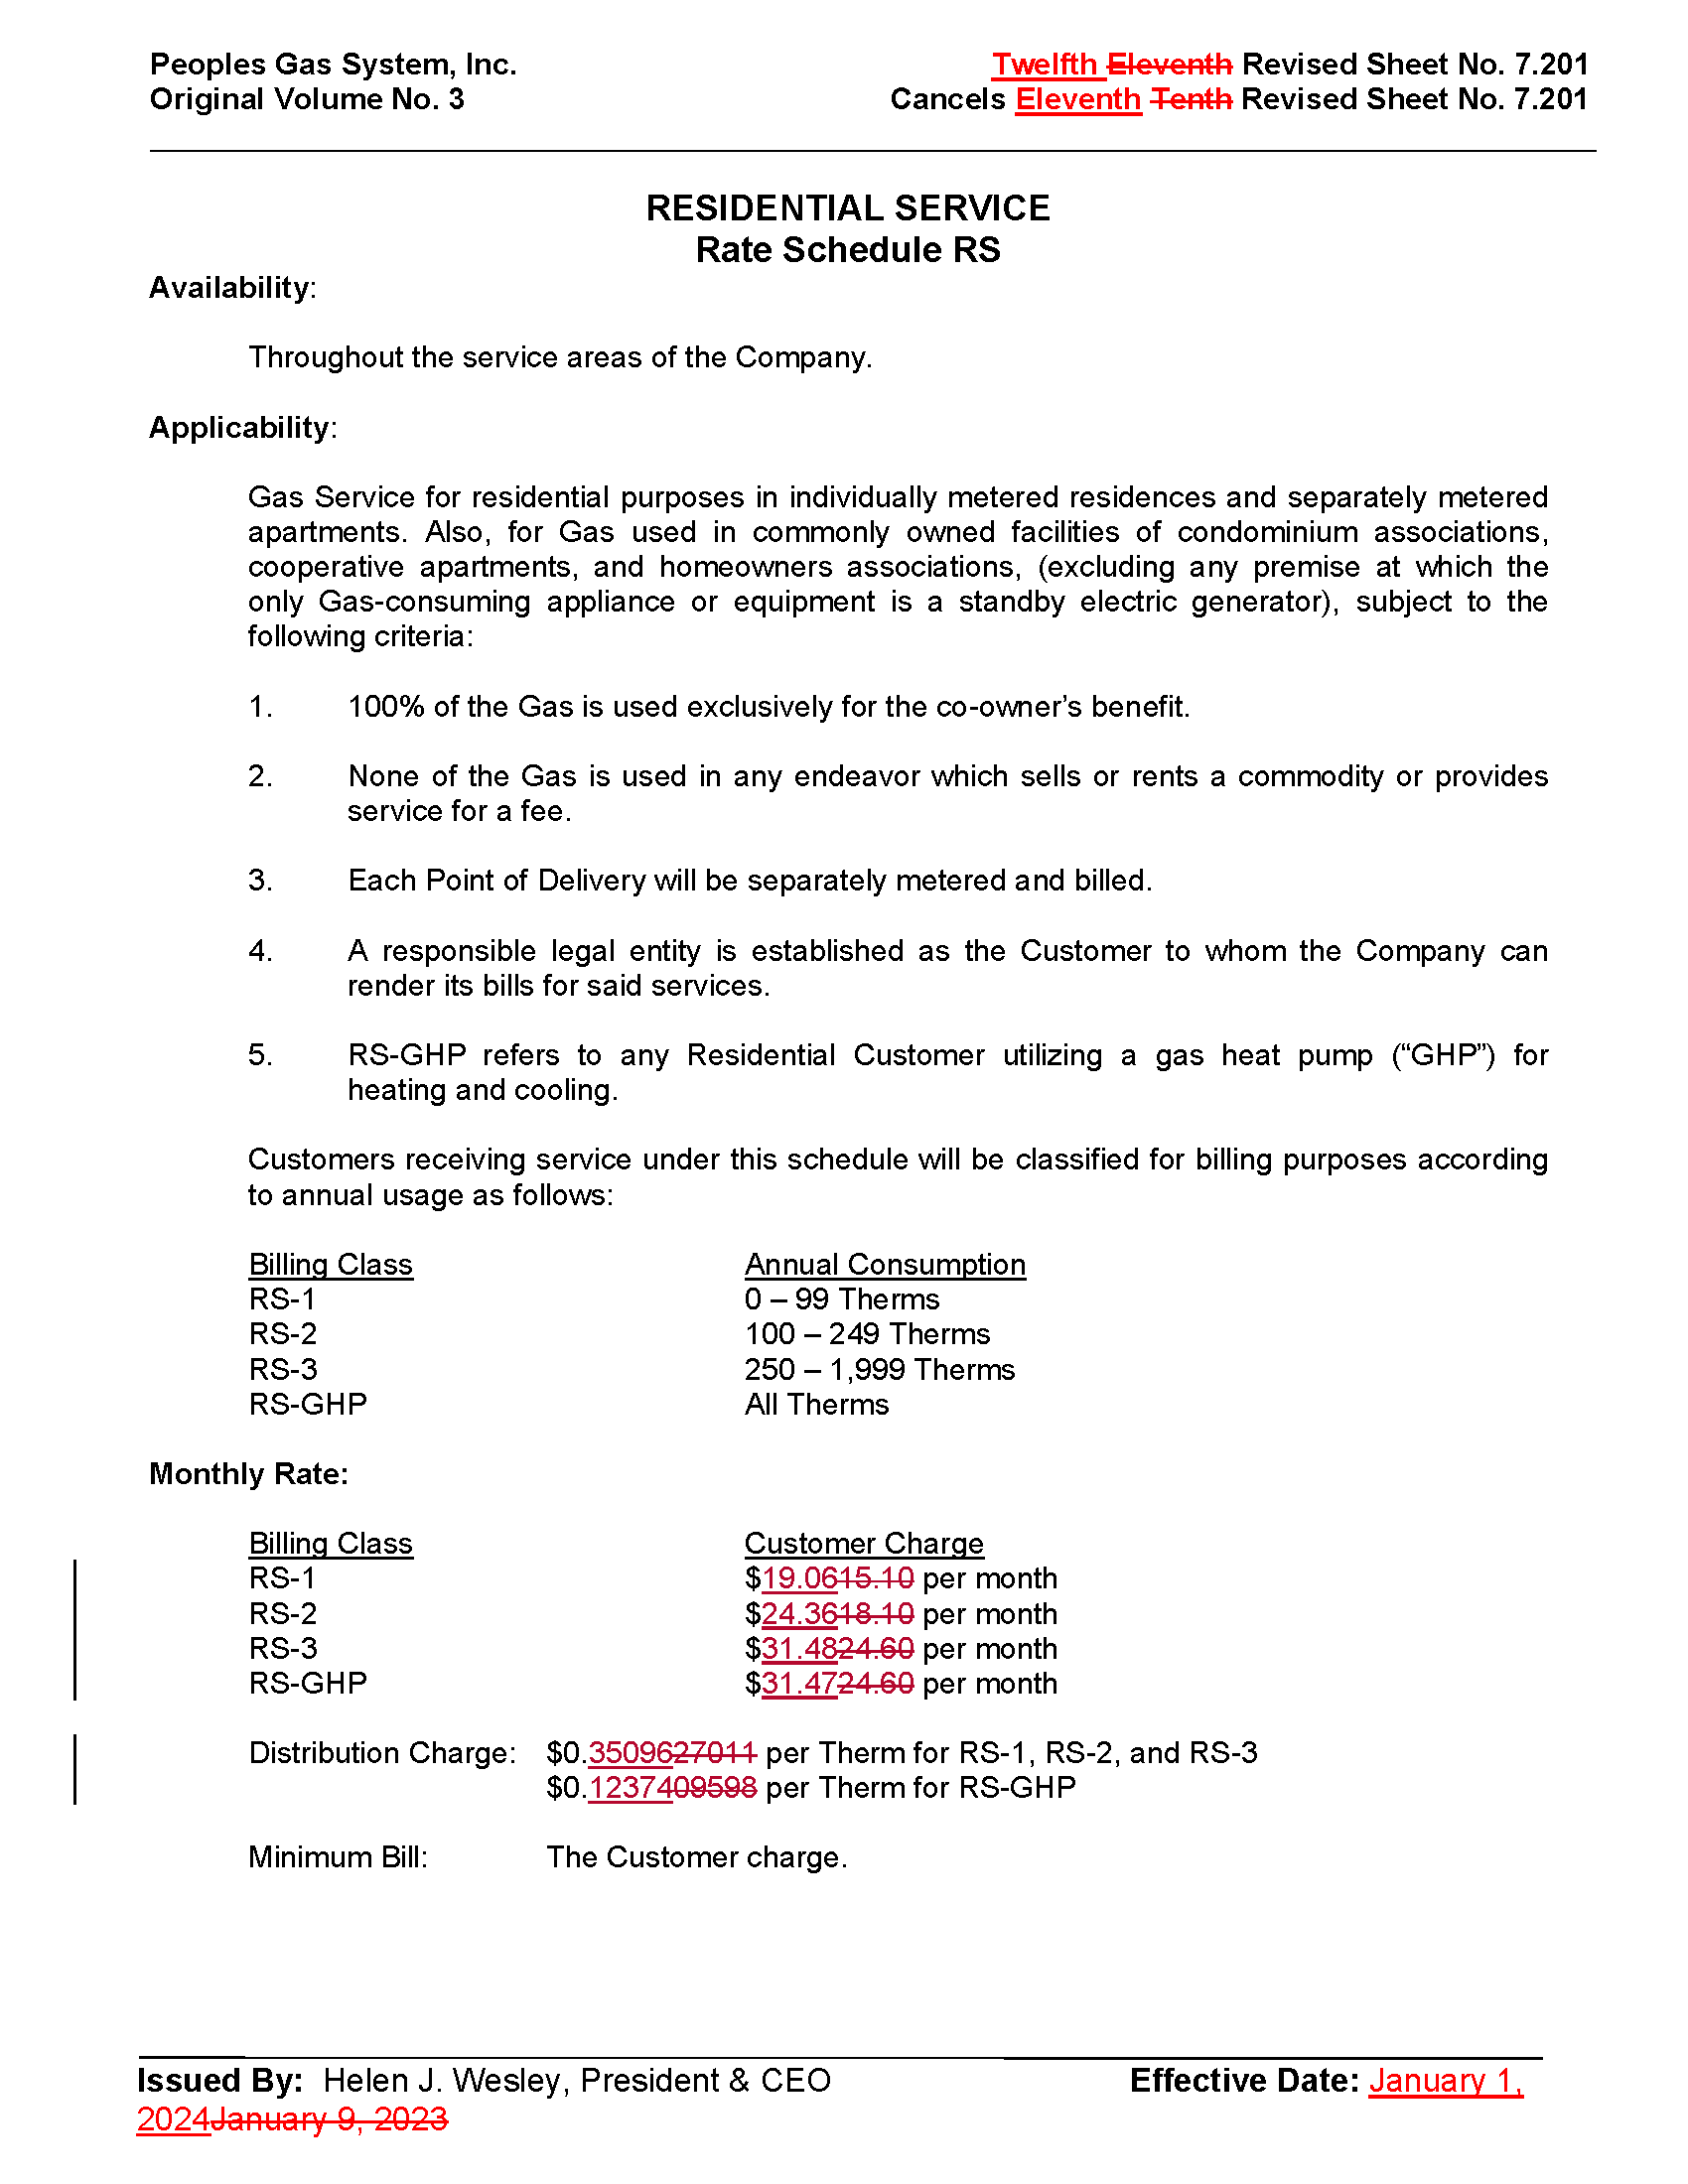 Peoples Gas System, Inc. Twelfth Eleventh Revised Sheet No. 7.201
Original Volume No. 3 Cancels Eleventh Tenth Revised Sheet No. 7.201
RESIDENTIAL SERVICE
Rate Schedule RS
Availability:
Throughout the service areas of the Company.
Applicability:
Gas Service for residential purposes in individually metered residences and separately metered
apartments. Also, for Gas used in commonly owned facilities of condominium associations,
cooperative apartments, and homeowners associations, (excluding any premise at which the
only Gas-consuming appliance or equipment is a standby electric generator), subject to the
following criteria:
1. 100% of the Gas is used exclusively for the co-owner’s benefit.
2. None of the Gas is used in any endeavor which sells or rents a commodity or provides
service for a fee.
3. Each Point of Delivery will be separately metered and billed.
4. A responsible legal entity is established as the Customer to whom the Company can
render its bills for said services.
5. RS-GHP refers to any Residential Customer utilizing a gas heat pump (“GHP”) for
heating and cooling.
Customers receiving service under this schedule will be classified for billing purposes according
to annual usage as follows:
Billing Class Annual Consumption
RS-1 0 – 99 Therms
RS-2 100 – 249 Therms
RS-3 250 – 1,999 Therms
RS-GHP All Therms
Monthly Rate:
Billing Class Customer Charge
RS-1 $19.0615.10 per month
RS-2 $24.3618.10 per month
RS-3 $31.4824.60 per month
RS-GHP $31.4724.60 per month
Distribution Charge: $0.3509627011 per Therm for RS-1, RS-2, and RS-3
$0.1237409598 per Therm for RS-GHP
Minimum Bill: The Customer charge.
Issued By: Helen J. Wesley, President & CEO Effective Date: January 1,
2024January 9, 2023